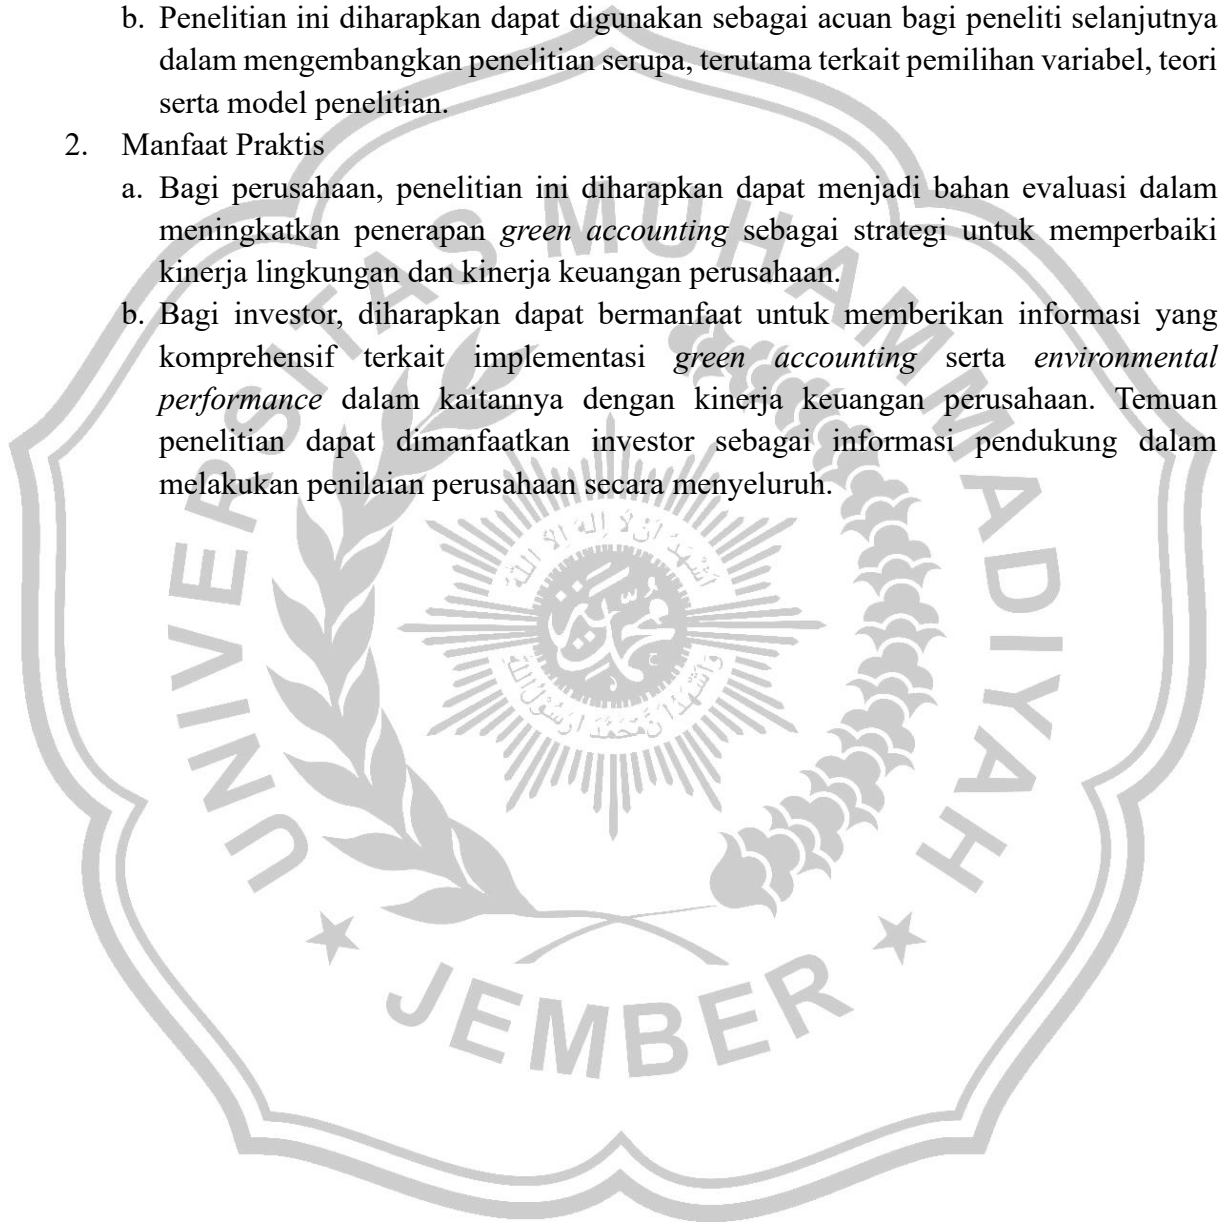 b. Penelitian ini diharapkan dapat digunakan sebagai acuan bagi peneliti selanjutnya
dalam mengembangkan penelitian serupa, terutama terkait pemilihan variabel, teori
serta model penelitian.
2. Manfaat Praktis
a. Bagi perusahaan, penelitian ini diharapkan dapat menjadi bahan evaluasi dalam
meningkatkan penerapan green accounting sebagai strategi untuk memperbaiki
kinerja lingkungan dan kinerja keuangan perusahaan.
b. Bagi investor, diharapkan dapat bermanfaat untuk memberikan informasi yang
komprehensif terkait implementasi green accounting serta environmental
performance dalam kaitannya dengan kinerja keuangan perusahaan. Temuan
penelitian dapat dimanfaatkan investor sebagai informasi pendukung dalam
melakukan penilaian perusahaan secara menyeluruh.
UNIVERSITAS MUHAMMADIYAH
JEMBER